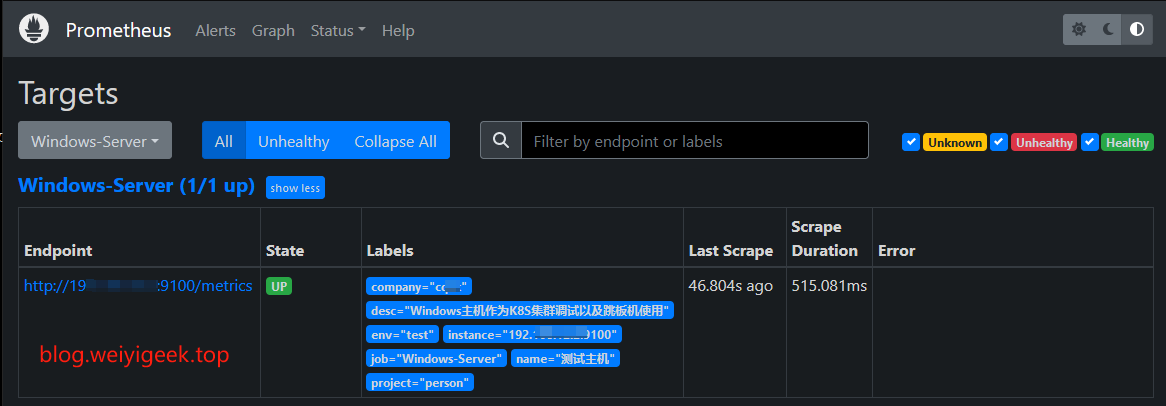 Prometheus Alerts Graph Status Help
Targets
Windows-Server All Unhealthy Collapse All Filter by endpoint or labels Unknown Unhealthy Healthy
Windows-Server (1/1 up) show less
Endpoint State Labels Last Scrape Scrape Duration Error
http://19 :9100/metrics UP 46.804s ago 515.081ms
company="
desc="Windows主机作为K8S集群调试以及跳板机使用"
env="test" instance="192. 9100"
job="Windows-Server" name="测试主机"
project="person"
blog.weiyigeek.top